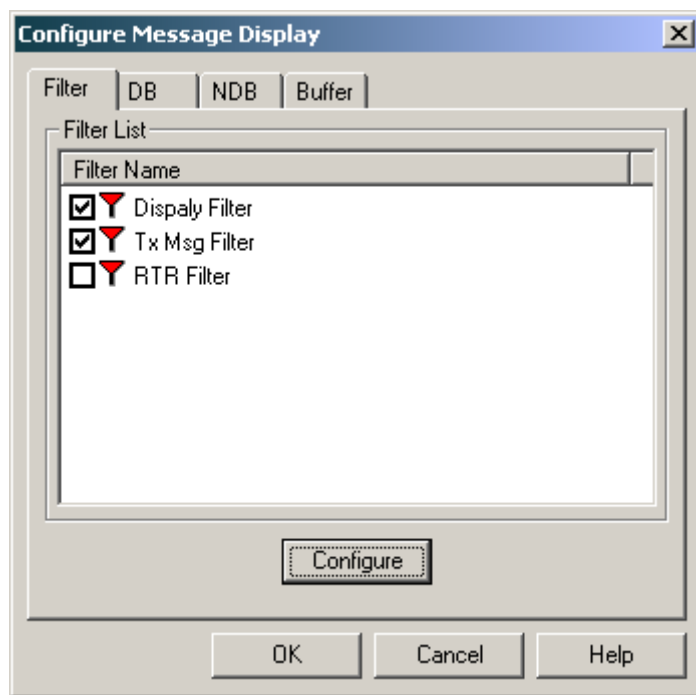 Configure Message Display
Filter DB NDB Buffer
Filter List
Filter Name
Dispaly Filter
Tx Msg Filter
RTR Filter
Configure
OK Cancel Help